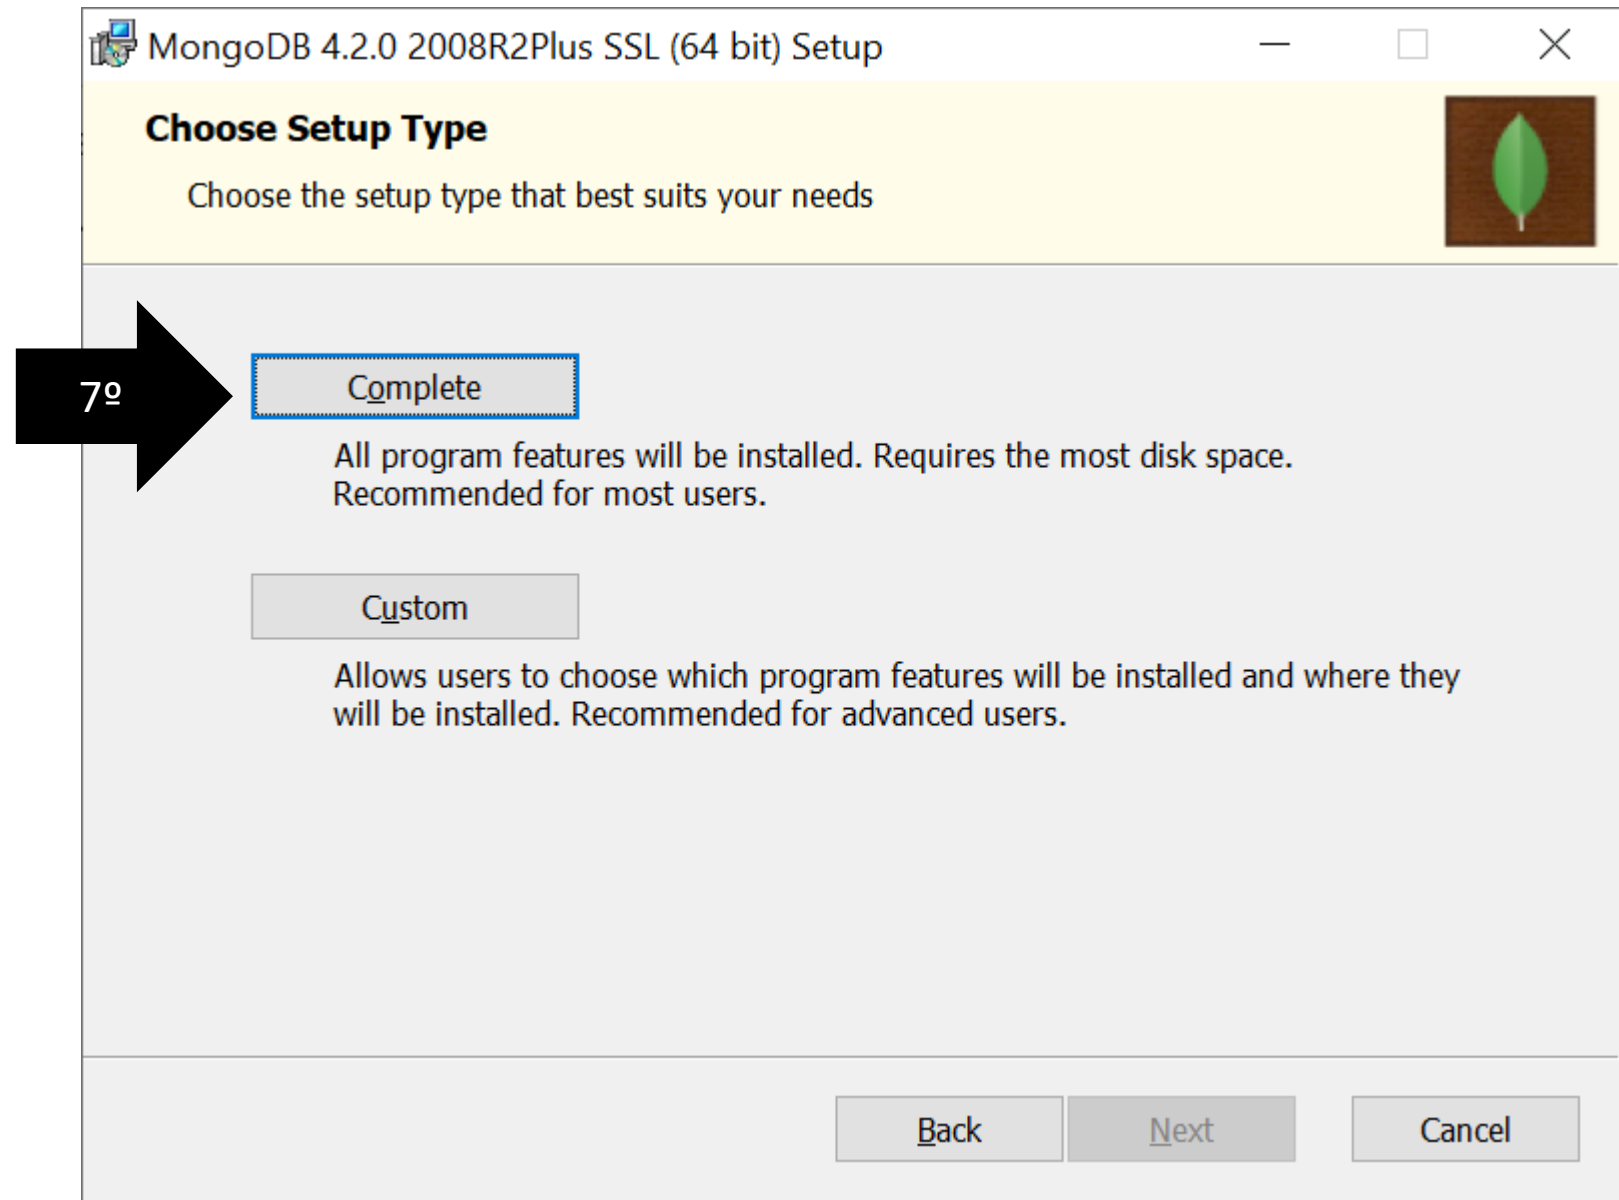 MongoDB 4.2.0 2008R2Plus SSL (64 bit) Setup
Choose Setup Type
Choose the setup type that best suits your needs
7º
Complete
All program features will be installed. Requires the most disk space.
Recommended for most users.
Custom
Allows users to choose which program features will be installed and where they
will be installed. Recommended for advanced users.
Back
Next
Cancel